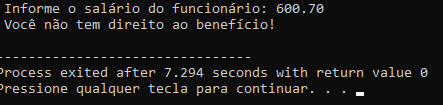 Informe o salário do funcionário: 600.70
Você não tem direito ao benefício!
--------------------------------
Process exited after 7.294 seconds with return value 0
Pressione qualquer tecla para continuar. . .